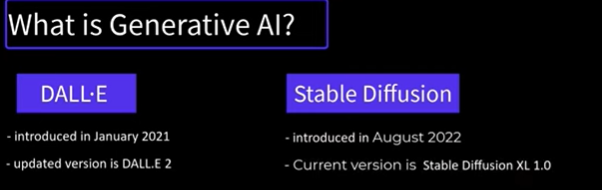 What is Generative AI?
DALL·E
- introduced in January 2021
- updated version is DALL.E 2
Stable Diffusion
- introduced in August 2022
- Current version is Stable Diffusion XL 1.0